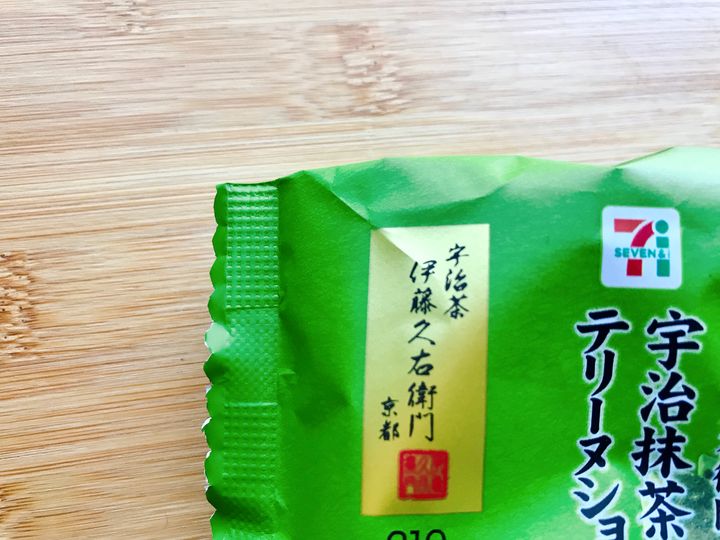 宇治茶
伊藤久右衛門
京都
SEVEN & i
宇治抹茶
テリーヌショ